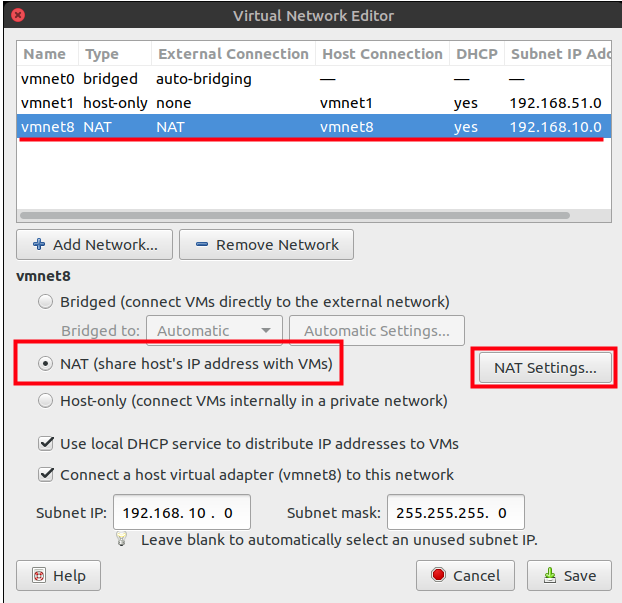 Virtual Network Editor
Name Type External Connection Host Connection DHCP Subnet IP Adc
vmnet0 bridged auto-bridging — — —
vmnet1 host-only none vmnet1 yes 192.168.51.0
vmnet8 NAT NAT vmnet8 yes 192.168.10.0
Add Network... Remove Network
vmnet8
Bridged (connect VMs directly to the external network)
Bridged to: Automatic Automatic Settings...
NAT (share host's IP address with VMs) NAT Settings...
Host-only (connect VMs internally in a private network)
Use local DHCP service to distribute IP addresses to VMs
Connect a host virtual adapter (vmnet8) to this network
Subnet IP: 192.168. 10 . 0 Subnet mask: 255.255.255. 0
Leave blank to automatically select an unused subnet IP.
Help Cancel Save